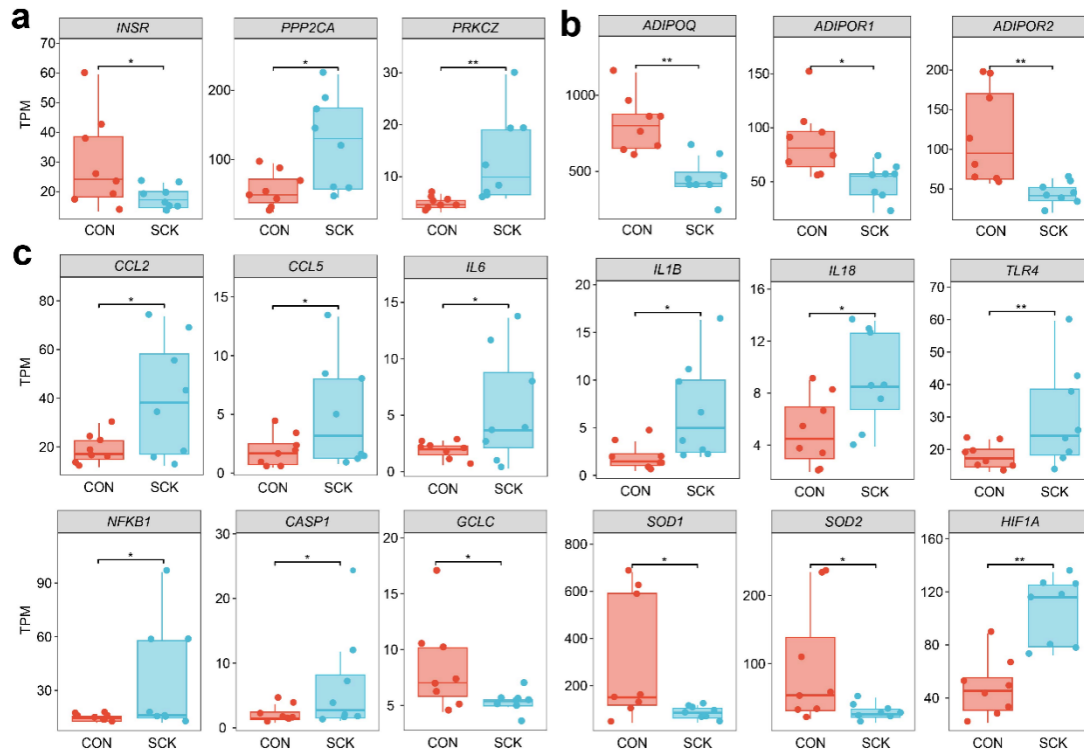 a
b
INSR PPP2CA PRKCZ ADIPOQ ADIPOR1 ADIPOR2
* * ** ** * **
TPM
70 60 50 40 30 20 10
200 100
30 20 10
1000 500
150 100 50
200 150 100 50
CON SCK CON SCK CON SCK CON SCK CON SCK CON SCK
c
CCL2 CCL5 IL6 IL1B IL18 TLR4
* * * * * **
TPM
80 60 40 20
15 10 5 0
15 10 5 0
15 10 5 0
16 12 8 4
70 60 50 40 30 20 10
CON SCK CON SCK CON SCK CON SCK CON SCK CON SCK
NFKB1 CASP1 GCLC SOD1 SOD2 HIF1A
* * * * * **
TPM
90 60 30
30 20 10 0
20 15 10 5
800 600 400 200 0
200 100
160 120 80 40
CON SCK CON SCK CON SCK CON SCK CON SCK CON SCK